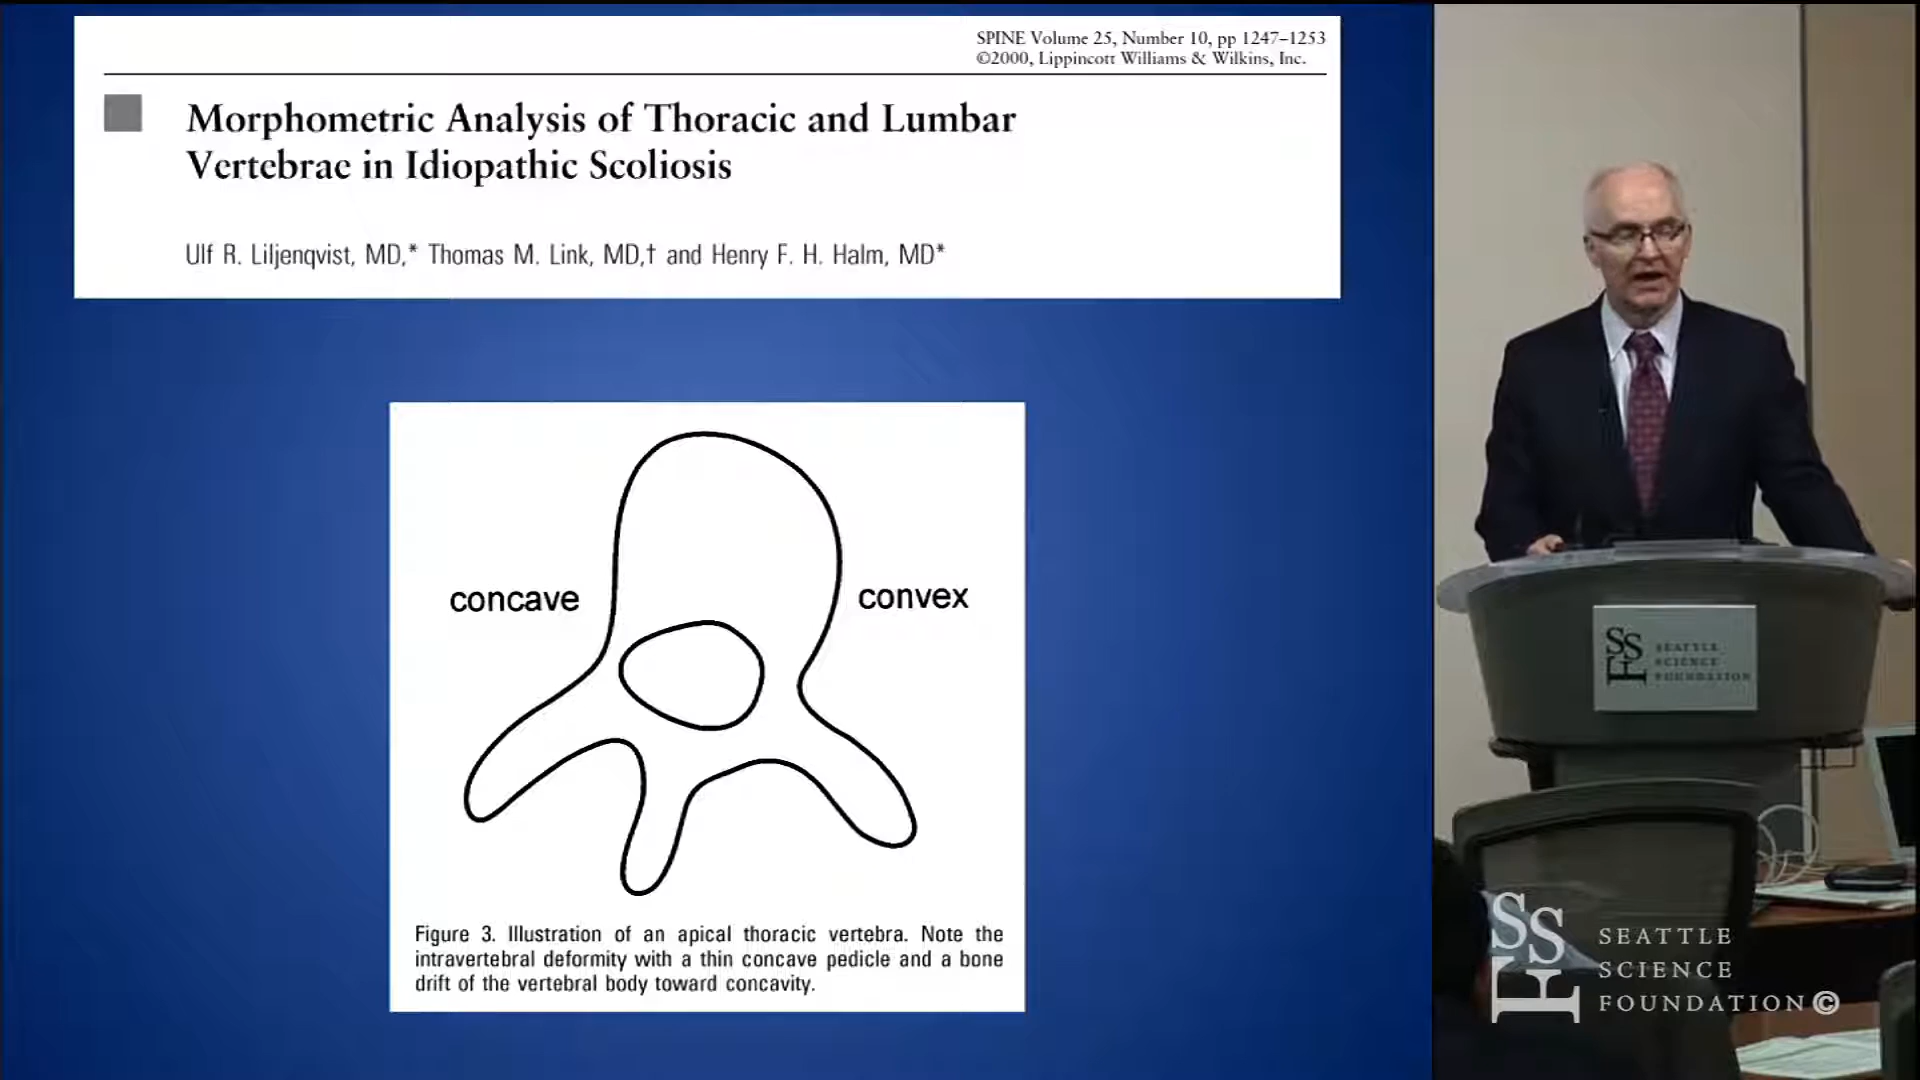 SPINE Volume 25, Number 10, pp 1247–1253
©2000, Lippincott Williams & Wilkins, Inc.
Morphometric Analysis of Thoracic and Lumbar
Vertebrae in Idiopathic Scoliosis
Ulf R. Liljenqvist, MD,* Thomas M. Link, MD,† and Henry F. H. Halm, MD*
concave
convex
Figure 3. Illustration of an apical thoracic vertebra. Note the
intravertebral deformity with a thin concave pedicle and a bone
drift of the vertebral body toward concavity.
SSF
SEATTLE
SCIENCE
FOUNDATION
SSF
SEATTLE
SCIENCE
FOUNDATION©